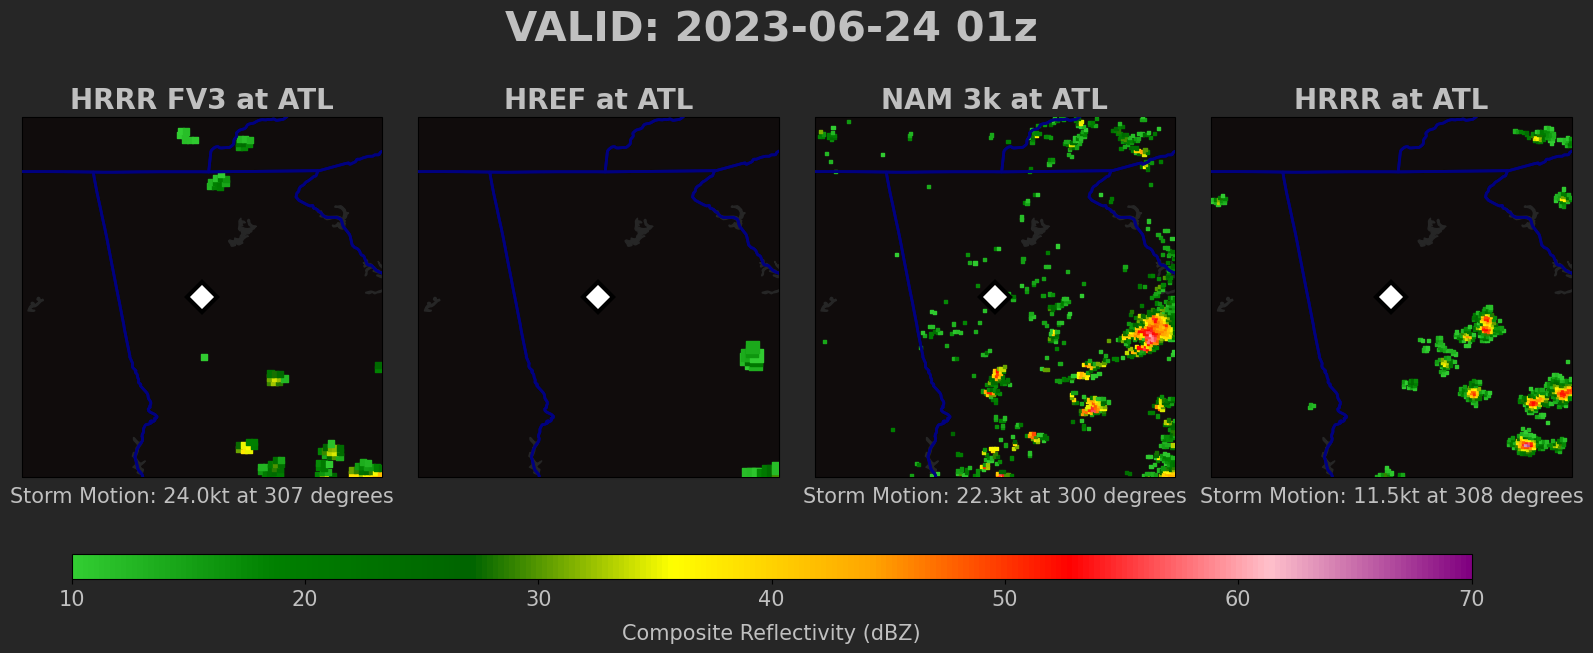 VALID: 2023-06-24 01z
HRRR FV3 at ATL
HREF at ATL
NAM 3k at ATL
HRRR at ATL
Storm Motion: 24.0kt at 307 degrees
Storm Motion: 22.3kt at 300 degrees
Storm Motion: 11.5kt at 308 degrees
10 20 30 40 50 60 70
Composite Reflectivity (dBZ)